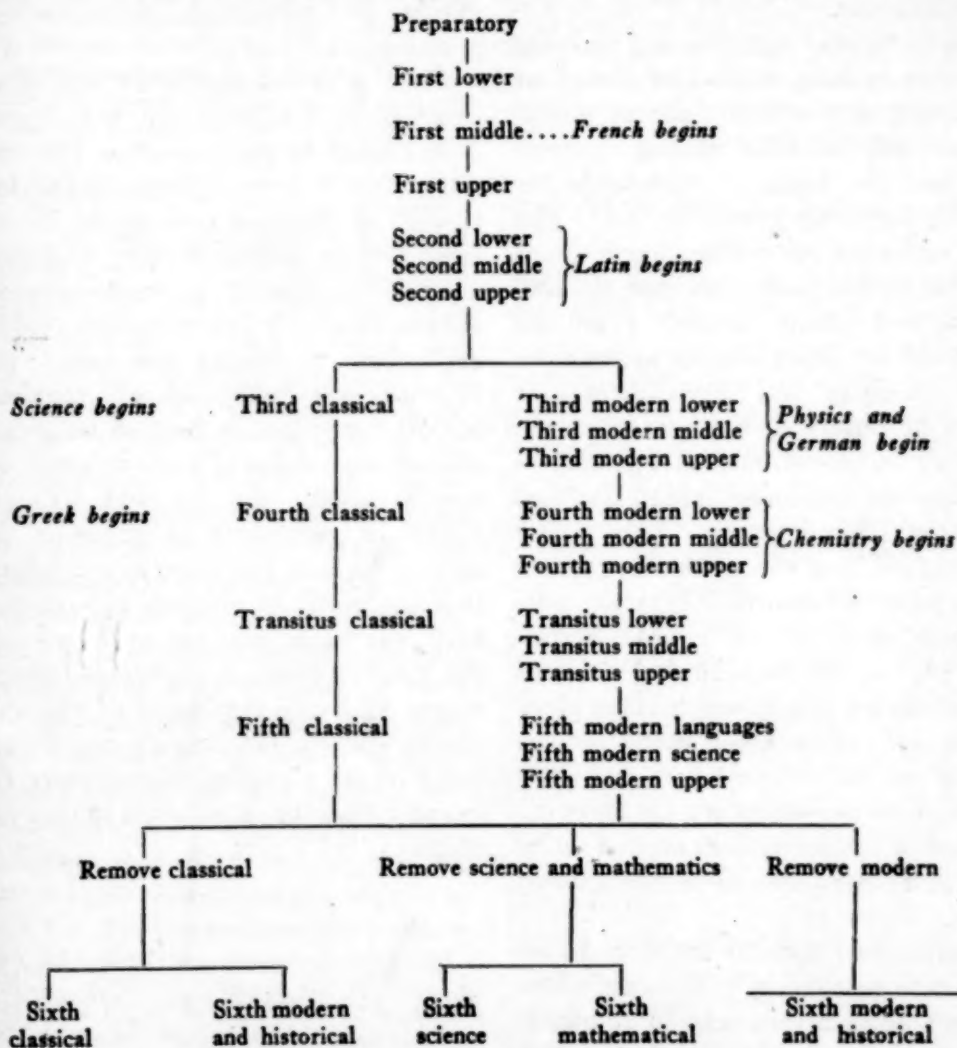 Preparatory
First lower
First middle....French begins
First upper
Second lower
Second middle
Second upper
Latin begins
Science begins
Third classical
Third modern lower
Third modern middle
Third modern upper
Physics and
German begin
Greek begins
Fourth classical
Fourth modern lower
Fourth modern middle
Fourth modern upper
Chemistry begins
Transitus classical
Transitus lower
Transitus middle
Transitus upper
Fifth classical
Fifth modern languages
Fifth modern science
Fifth modern upper
Remove classical
Remove science and mathematics
Remove modern
Sixth
classical
Sixth modern
and historical
Sixth
science
Sixth
mathematical
Sixth modern
and historical